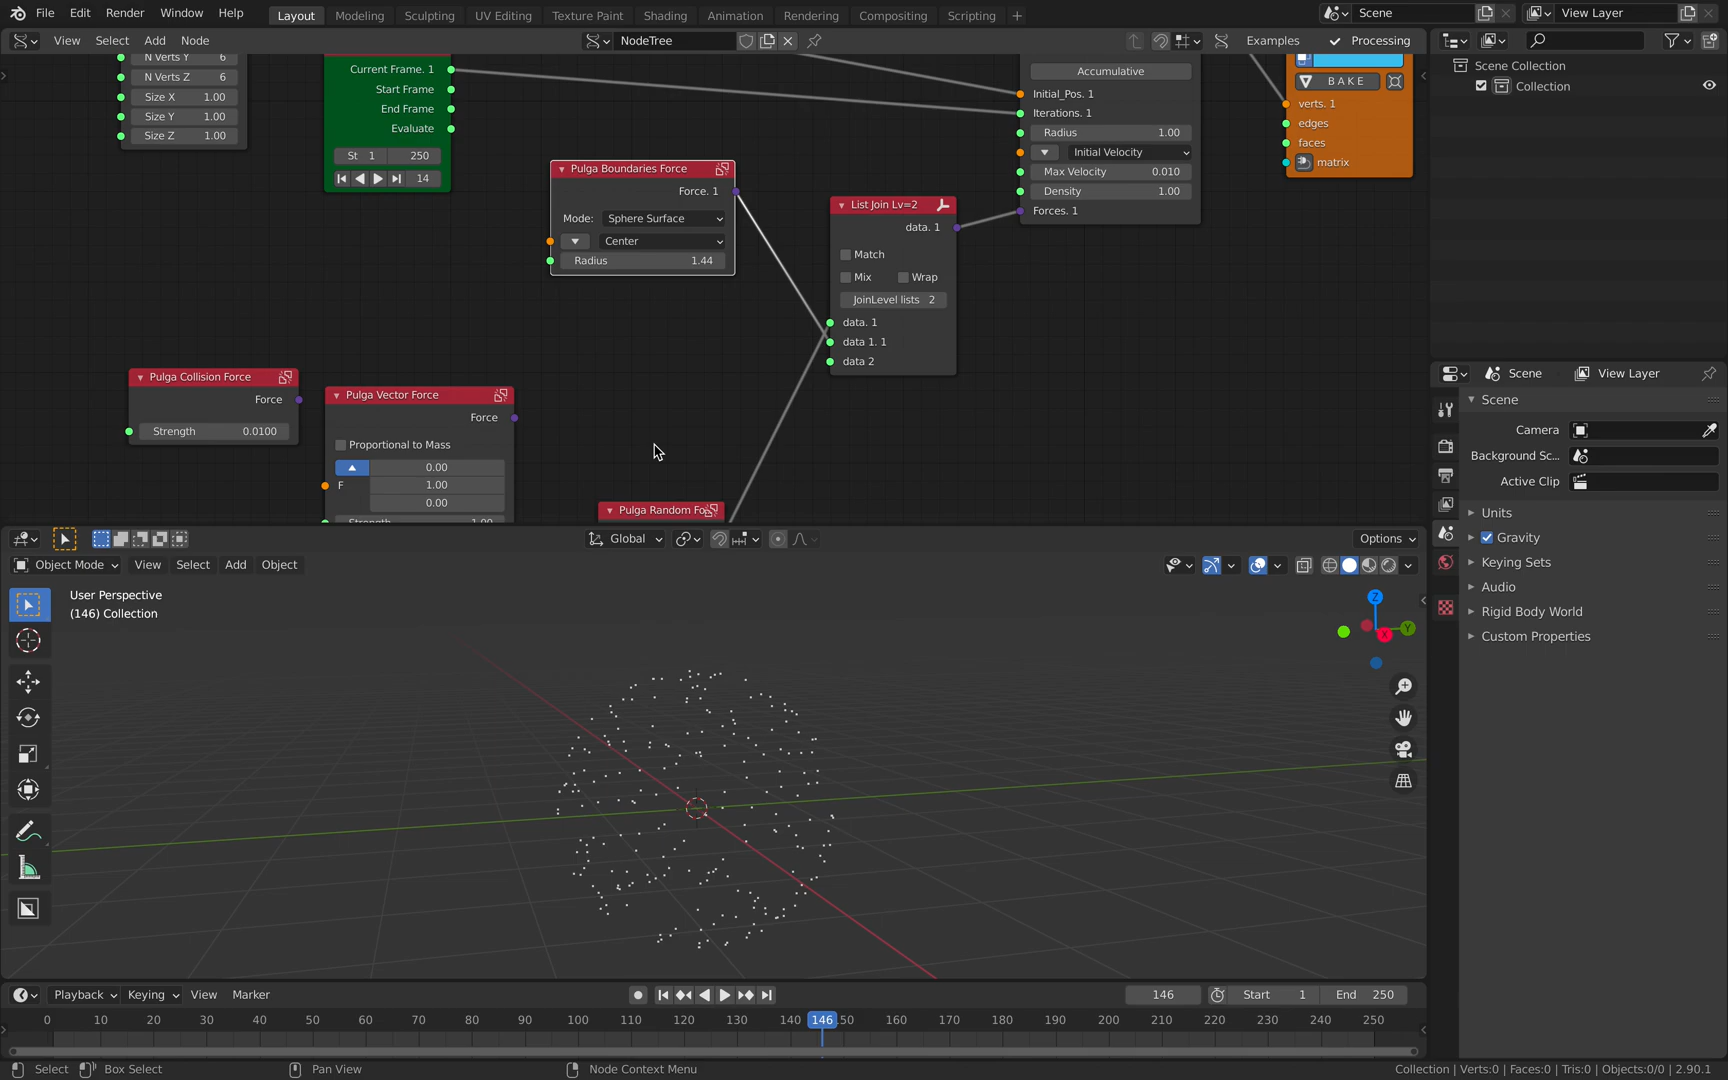 File Edit Render Window Help Layout Modeling Sculpting UV Editing Texture Paint Shading Animation Rendering Compositing Scripting + Scene View Layer
View Select Add Node NodeTree Examples Processing
Scene Collection
Collection
N Verts Y 6
N Verts Z 6
Size X 1.00
Size Y 1.00
Size Z 1.00
Current Frame. 1
Start Frame
End Frame
Evaluate
St 1 250
14
Pulga Boundaries Force
Force. 1
Mode: Sphere Surface
Center
Radius 1.44
List Join Lv=2
data. 1
Match
Mix Wrap
JoinLevel lists 2
data. 1
data 1. 1
data 2
Accumulative
Initial_Pos. 1
Iterations. 1
Radius 1.00
Initial Velocity
Max Velocity 0.010
Density 1.00
Forces. 1
BAKE
verts. 1
edges
faces
matrix
Pulga Collision Force
Force
Strength 0.0100
Pulga Vector Force
Force
Proportional to Mass
0.00
F 1.00
0.00
Strength 1.00
Pulga Random Fo
Scene View Layer
Scene
Camera
Background Sc...
Active Clip
Units
Gravity
Keying Sets
Audio
Rigid Body World
Custom Properties
Global Options
Object Mode View Select Add Object
User Perspective
(146) Collection
Z
Y
X
Playback Keying View Marker 146 Start 1 End 250
0 10 20 30 40 50 60 70 80 90 100 110 120 130 140 146 50 160 170 180 190 200 210 220 230 240 250
Select Box Select Pan View Node Context Menu Collection | Verts:0 | Faces:0 | Tris:0 | Objects:0/0 | 2.90.1